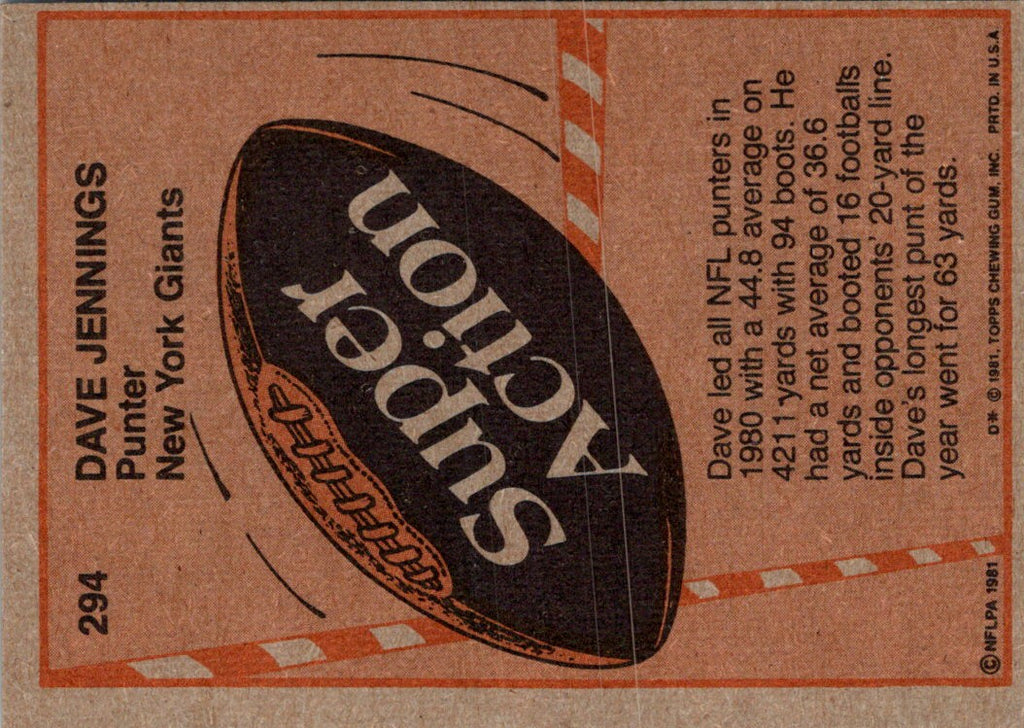 294
DAVE JENNINGS
Punter
New York Giants
Super
Action
Dave led all NFL punters in
1980 with a 44.8 average on
4211 yards with 94 boots. He
had a net average of 36.6
yards and booted 16 footballs
inside opponents' 20-yard line.
Dave's longest punt of the
year went for 63 yards.
© NFLPA 1981
D** © 1981, TOPPS CHEWING GUM, INC. PRTD. IN U.S.A